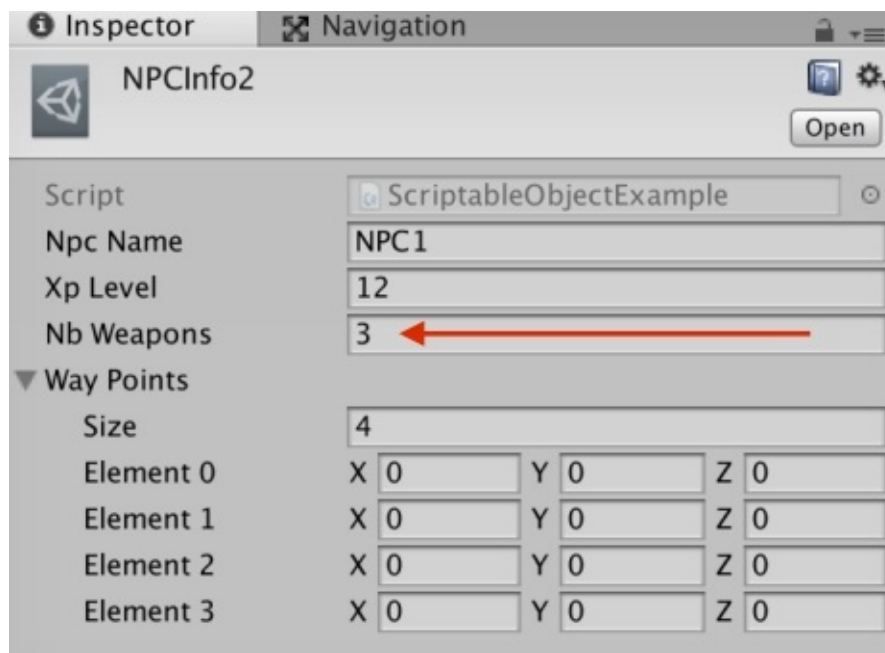 Inspector Navigation
NPCInfo2
Open
Script ScriptableObjectExample
Npc Name NPC1
Xp Level 12
Nb Weapons 3
Way Points
Size 4
Element 0 X 0 Y 0 Z 0
Element 1 X 0 Y 0 Z 0
Element 2 X 0 Y 0 Z 0
Element 3 X 0 Y 0 Z 0